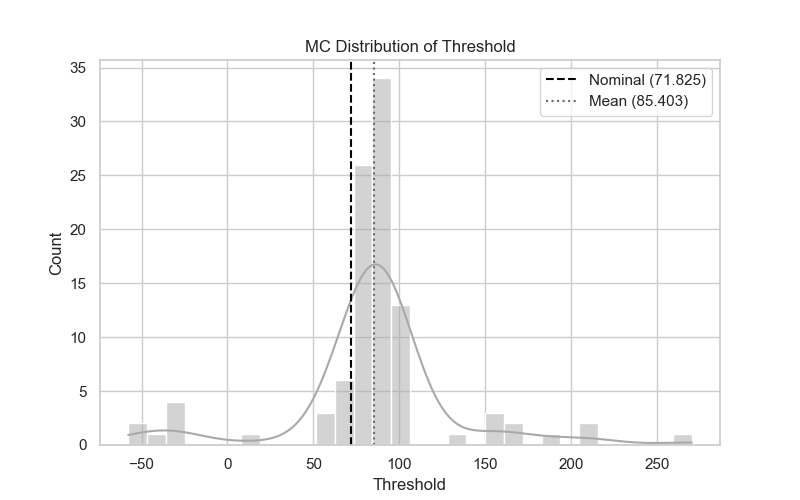 MC Distribution of Threshold
Nominal (71.825)
Mean (85.403)
Count
35
30
25
20
15
10
5
0
−50 0 50 100 150 200 250
Threshold